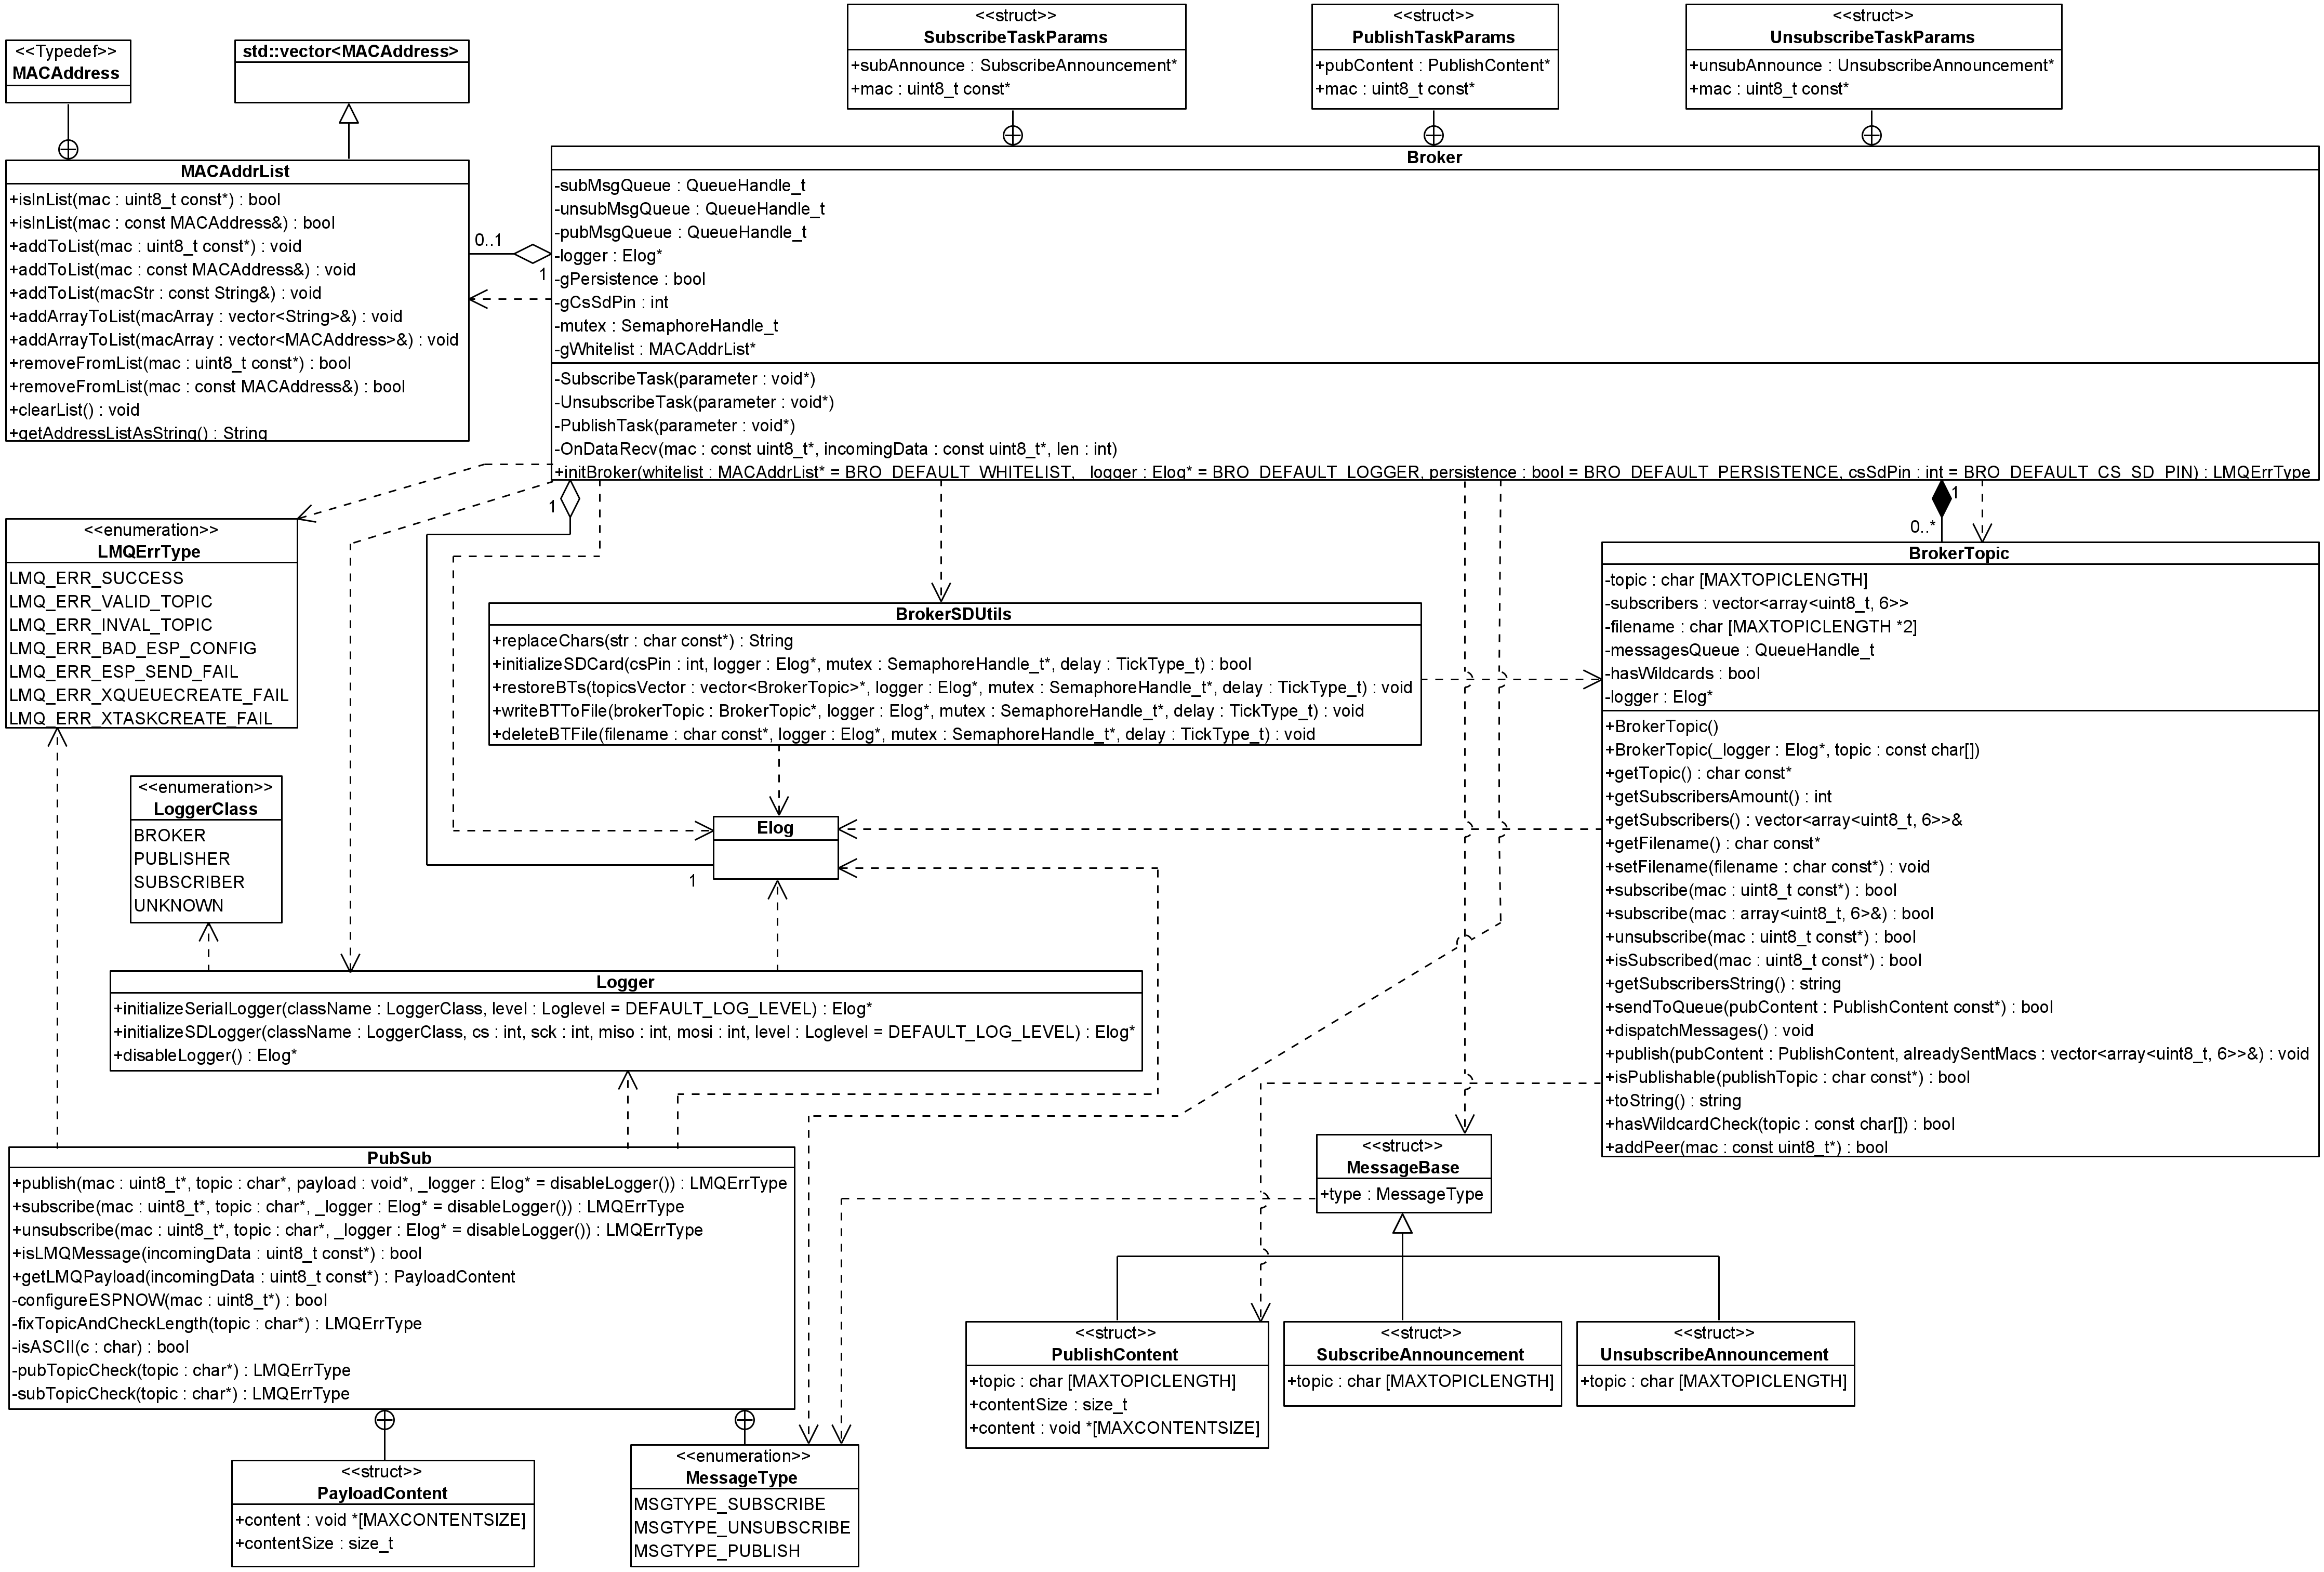 <<Typedef>>
MACAddress
std::vector<MACAddress>
<<struct>>
SubscribeTaskParams
+subAnnounce : SubscribeAnnouncement*
+mac : uint8_t const*
<<struct>>
PublishTaskParams
+pubContent : PublishContent*
+mac : uint8_t const*
<<struct>>
UnsubscribeTaskParams
+unsubAnnounce : UnsubscribeAnnouncement*
+mac : uint8_t const*
MACAddrList
+isInList(mac : uint8_t const*) : bool
+isInList(mac : const MACAddress&) : bool
+addToList(mac : uint8_t const*) : void
+addToList(mac : const MACAddress&) : void
+addToList(macStr : const String&) : void
+addArrayToList(macArray : vector<String>&) : void
+addArrayToList(macArray : vector<MACAddress>&) : void
+removeFromList(mac : uint8_t const*) : bool
+removeFromList(mac : const MACAddress&) : bool
+clearList() : void
+getAddressListAsString() : String
0..1
1
Broker
-subMsgQueue : QueueHandle_t
-unsubMsgQueue : QueueHandle_t
-pubMsgQueue : QueueHandle_t
-logger : Elog*
-gPersistence : bool
-gCsSdPin : int
-mutex : SemaphoreHandle_t
-gWhitelist : MACAddrList*
-SubscribeTask(parameter : void*)
-UnsubscribeTask(parameter : void*)
-PublishTask(parameter : void*)
-OnDataRecv(mac : const uint8_t*, incomingData : const uint8_t*, len : int)
+initBroker(whitelist : MACAddrList* = BRO_DEFAULT_WHITELIST, _logger : Elog* = BRO_DEFAULT_LOGGER, persistence : bool = BRO_DEFAULT_PERSISTENCE, csSdPin : int = BRO_DEFAULT_CS_SD_PIN) : LMQErrType
1
1
0..*
<<enumeration>>
LMQErrType
LMQ_ERR_SUCCESS
LMQ_ERR_VALID_TOPIC
LMQ_ERR_INVAL_TOPIC
LMQ_ERR_BAD_ESP_CONFIG
LMQ_ERR_ESP_SEND_FAIL
LMQ_ERR_XQUEUECREATE_FAIL
LMQ_ERR_XTASKCREATE_FAIL
BrokerSDUtils
+replaceChars(str : char const*) : String
+initializeSDCard(csPin : int, logger : Elog*, mutex : SemaphoreHandle_t*, delay : TickType_t) : bool
+restoreBTs(topicsVector : vector<BrokerTopic>*, logger : Elog*, mutex : SemaphoreHandle_t*, delay : TickType_t) : void
+writeBTToFile(brokerTopic : BrokerTopic*, logger : Elog*, mutex : SemaphoreHandle_t*, delay : TickType_t) : void
+deleteBTFile(filename : char const*, logger : Elog*, mutex : SemaphoreHandle_t*, delay : TickType_t) : void
BrokerTopic
-topic : char [MAXTOPICLENGTH]
-subscribers : vector<array<uint8_t, 6>>
-filename : char [MAXTOPICLENGTH *2]
-messagesQueue : QueueHandle_t
-hasWildcards : bool
-logger : Elog*
+BrokerTopic()
+BrokerTopic(_logger : Elog*, topic : const char[])
+getTopic() : char const*
+getSubscribersAmount() : int
+getSubscribers() : vector<array<uint8_t, 6>>&
+getFilename() : char const*
+setFilename(filename : char const*) : void
+subscribe(mac : uint8_t const*) : bool
+subscribe(mac : array<uint8_t, 6>&) : bool
+unsubscribe(mac : uint8_t const*) : bool
+isSubscribed(mac : uint8_t const*) : bool
+getSubscribersString() : string
+sendToQueue(pubContent : PublishContent const*) : bool
+dispatchMessages() : void
+publish(pubContent : PublishContent, alreadySentMacs : vector<array<uint8_t, 6>>&) : void
+isPublishable(publishTopic : char const*) : bool
+toString() : string
+hasWildcardCheck(topic : const char[]) : bool
+addPeer(mac : const uint8_t*) : bool
<<enumeration>>
LoggerClass
BROKER
PUBLISHER
SUBSCRIBER
UNKNOWN
Elog
1
Logger
+initializeSerialLogger(className : LoggerClass, level : Loglevel = DEFAULT_LOG_LEVEL) : Elog*
+initializeSDLogger(className : LoggerClass, cs : int, sck : int, miso : int, mosi : int, level : Loglevel = DEFAULT_LOG_LEVEL) : Elog*
+disableLogger() : Elog*
PubSub
+publish(mac : uint8_t*, topic : char*, payload : void*, _logger : Elog* = disableLogger()) : LMQErrType
+subscribe(mac : uint8_t*, topic : char*, _logger : Elog* = disableLogger()) : LMQErrType
+unsubscribe(mac : uint8_t*, topic : char*, _logger : Elog* = disableLogger()) : LMQErrType
+isLMQMessage(incomingData : uint8_t const*) : bool
+getLMQPayload(incomingData : uint8_t const*) : PayloadContent
-configureESPNOW(mac : uint8_t*) : bool
-fixTopicAndCheckLength(topic : char*) : LMQErrType
-isASCII(c : char) : bool
-pubTopicCheck(topic : char*) : LMQErrType
-subTopicCheck(topic : char*) : LMQErrType
<<struct>>
MessageBase
+type : MessageType
<<struct>>
PublishContent
+topic : char [MAXTOPICLENGTH]
+contentSize : size_t
+content : void *[MAXCONTENTSIZE]
<<struct>>
SubscribeAnnouncement
+topic : char [MAXTOPICLENGTH]
<<struct>>
UnsubscribeAnnouncement
+topic : char [MAXTOPICLENGTH]
<<struct>>
PayloadContent
+content : void *[MAXCONTENTSIZE]
+contentSize : size_t
<<enumeration>>
MessageType
MSGTYPE_SUBSCRIBE
MSGTYPE_UNSUBSCRIBE
MSGTYPE_PUBLISH